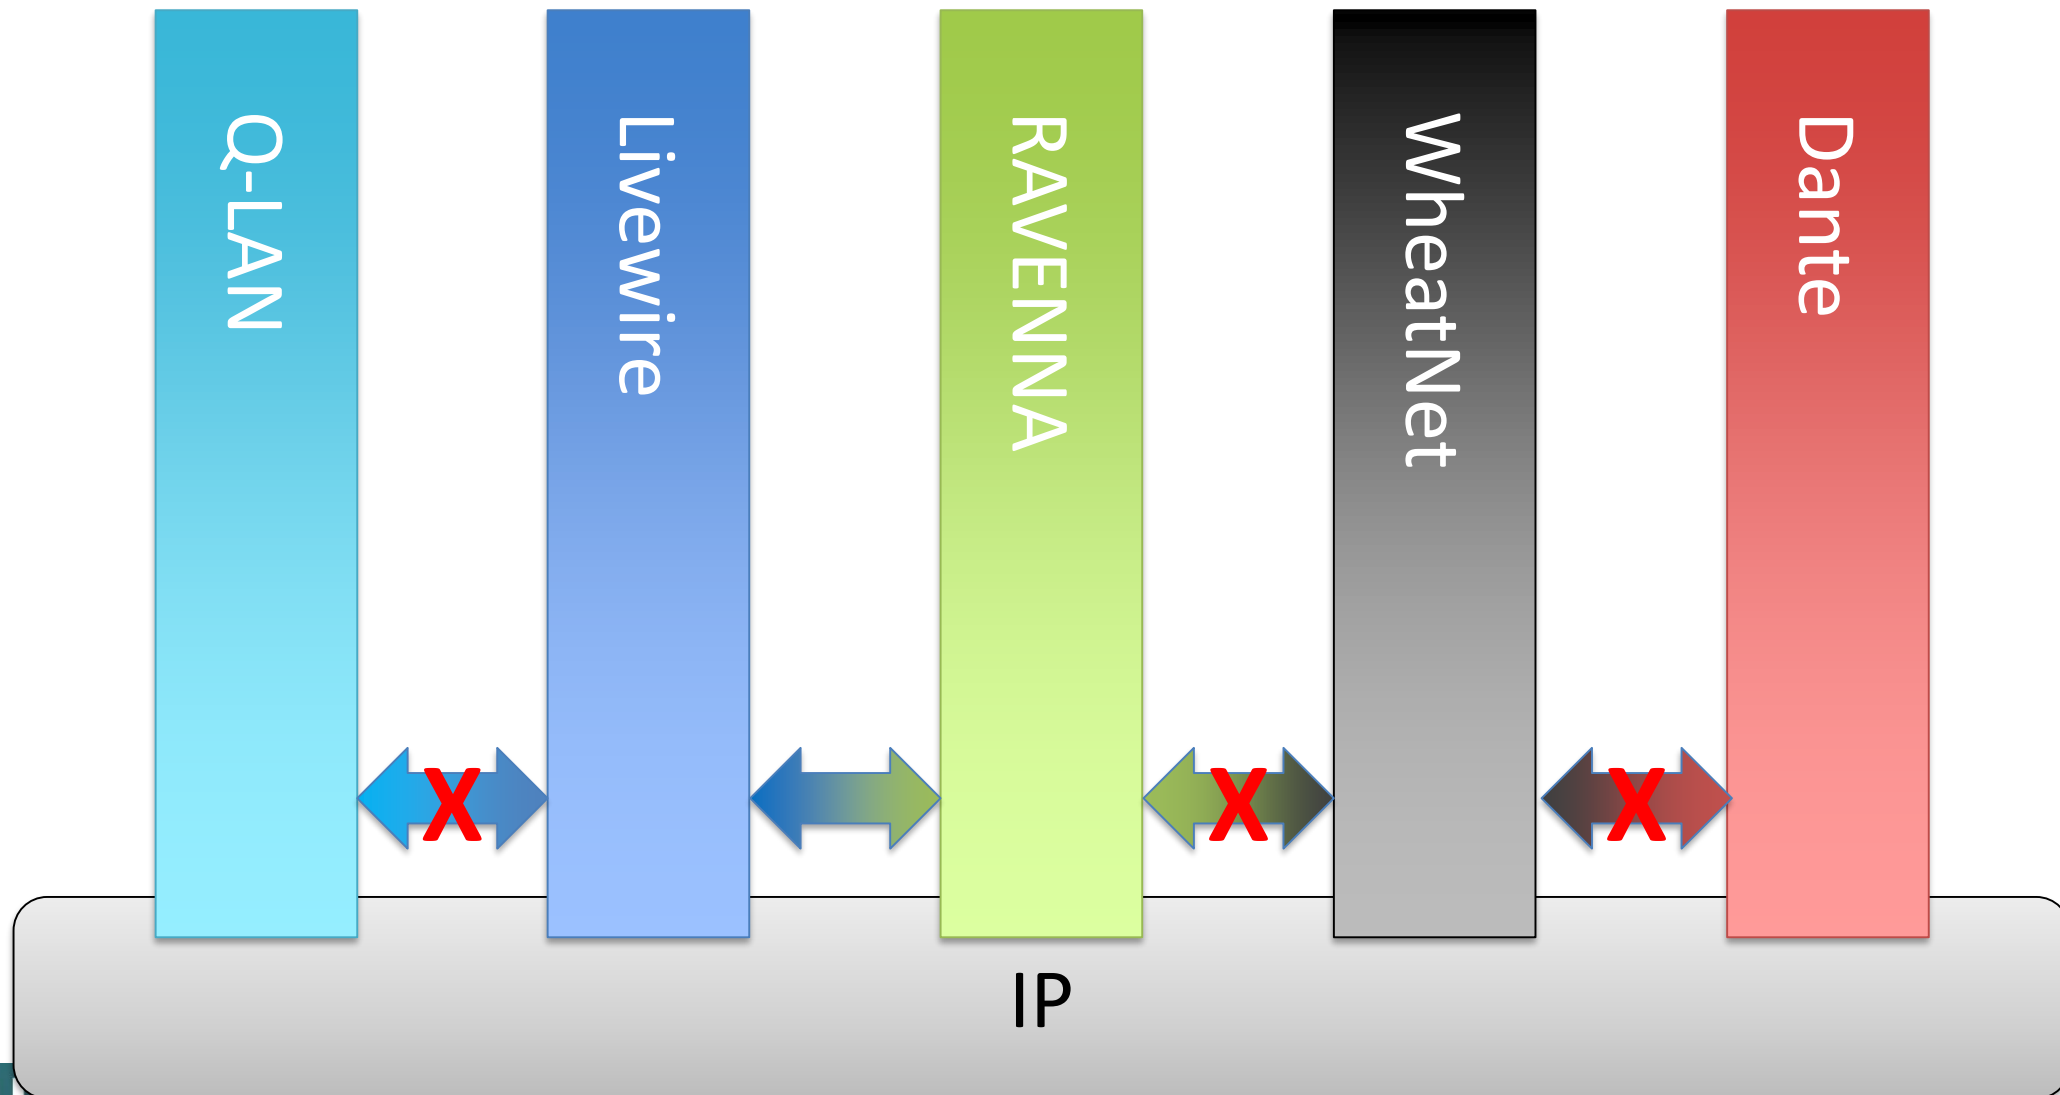 Q-LAN
Livewire
RAVENNA
WheatNet
Dante
X
X
X
IP